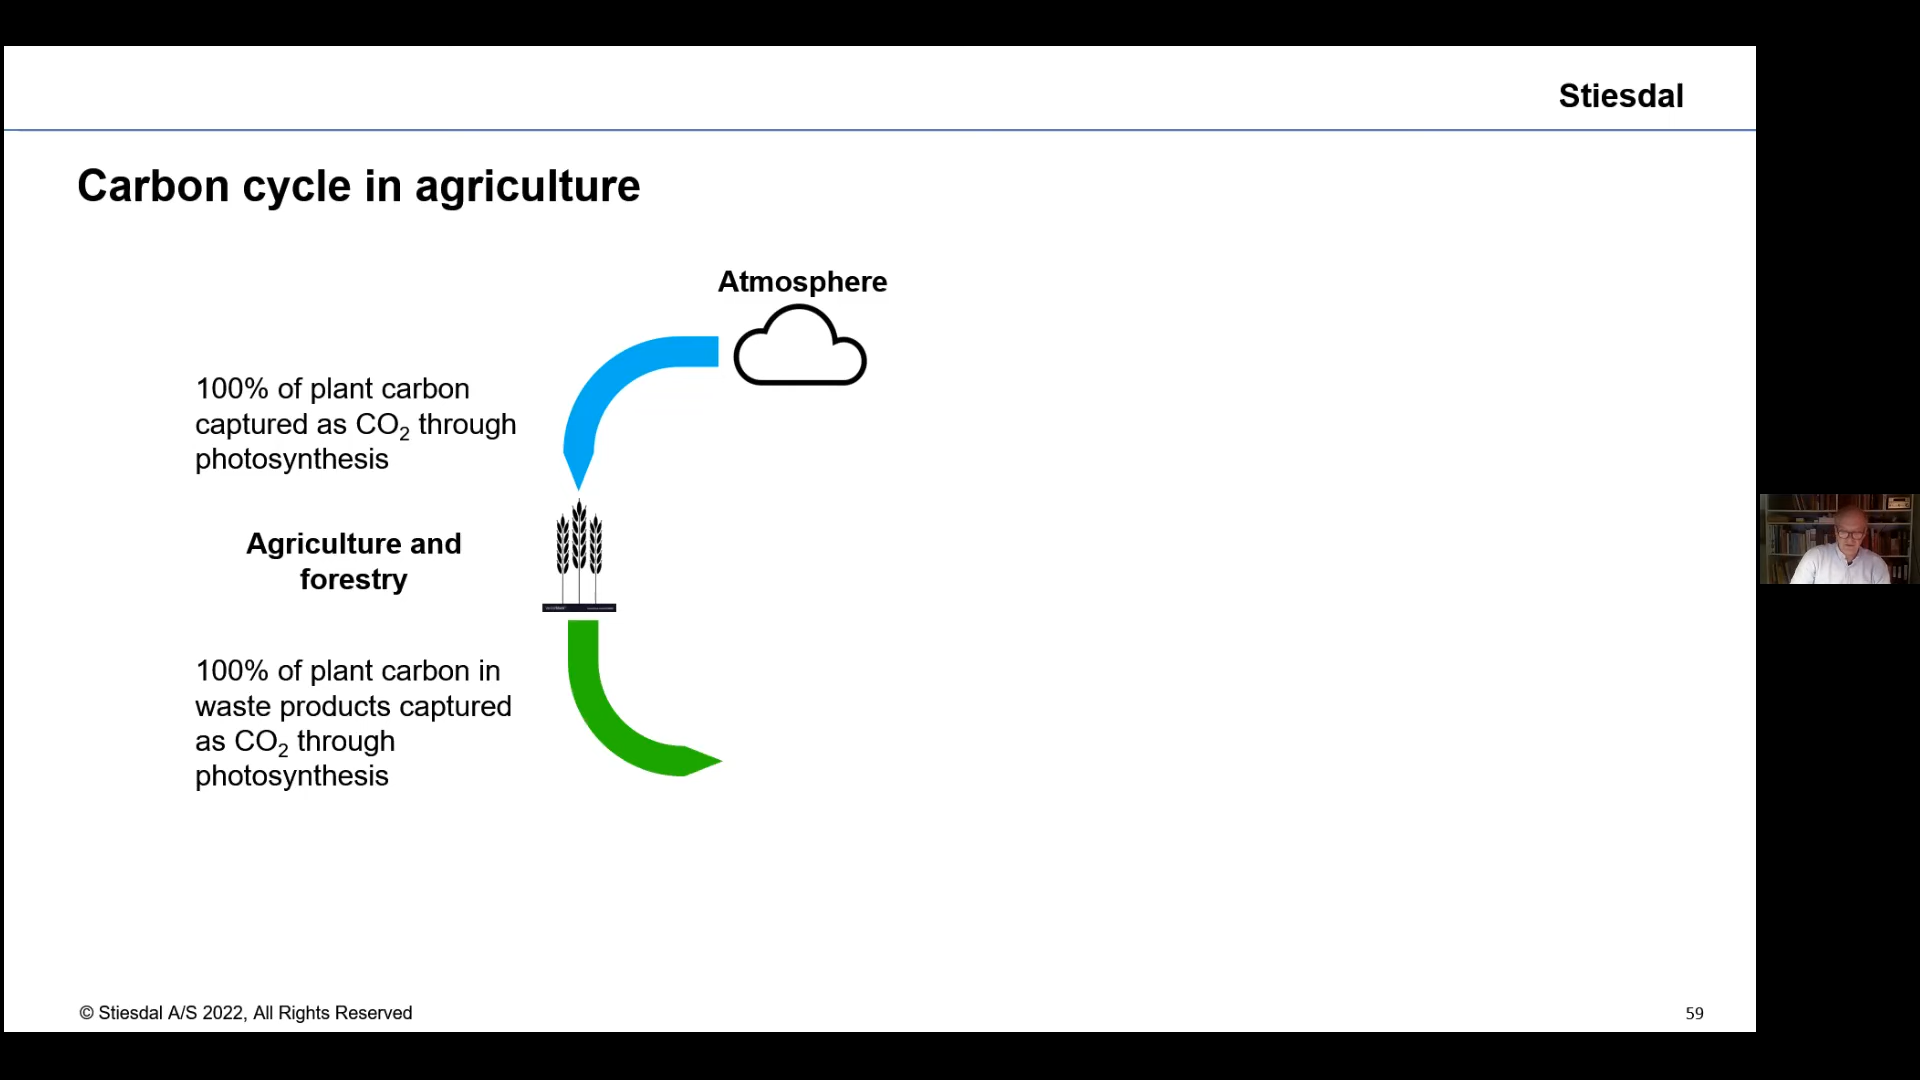 Stiesdal
Carbon cycle in agriculture
Atmosphere
100% of plant carbon
captured as CO₂ through
photosynthesis
Agriculture and
forestry
100% of plant carbon in
waste products captured
as CO₂ through
photosynthesis
© Stiesdal A/S 2022, All Rights Reserved
59